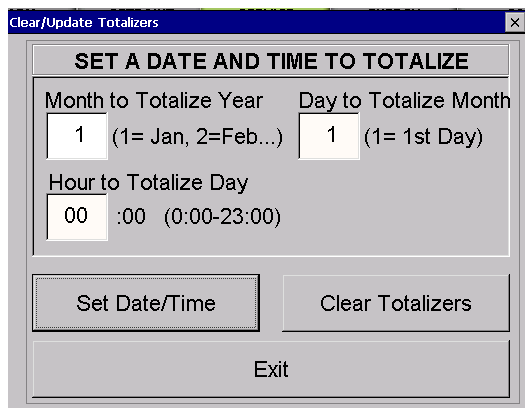 Clear/Update Totalizers
SET A DATE AND TIME TO TOTALIZE
Month to Totalize Year Day to Totalize Month
1 (1= Jan, 2=Feb...) 1 (1= 1st Day)
Hour to Totalize Day
00 :00 (0:00-23:00)
Set Date/Time Clear Totalizers
Exit